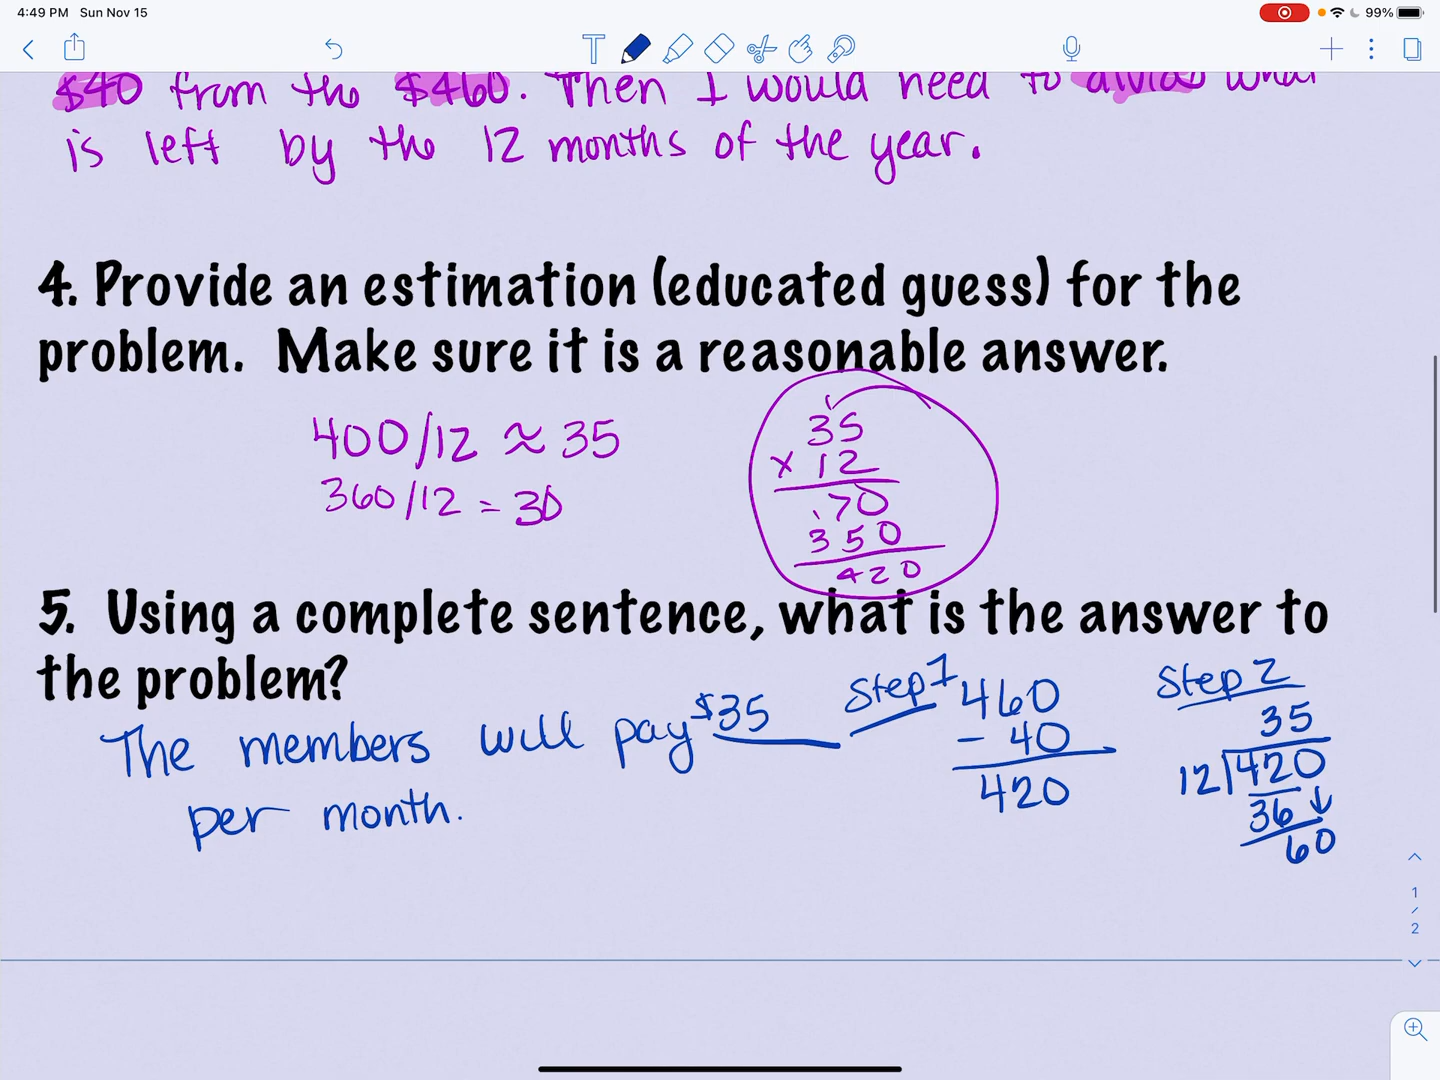 4:49 PM Sun Nov 15
99%
T
$40 from the $460. Then I would need to divide what
is left by the 12 months of the year.
4. Provide an estimation (educated guess) for the
problem. Make sure it is a reasonable answer.
400/12 ≈ 35
360/12 = 30
35
x 12
70
350
420
5. Using a complete sentence, what is the answer to
the problem?
The members will pay $35
per month.
Step 1
460
- 40
420
Step 2
35
12)420
36↓
60
1
/
2